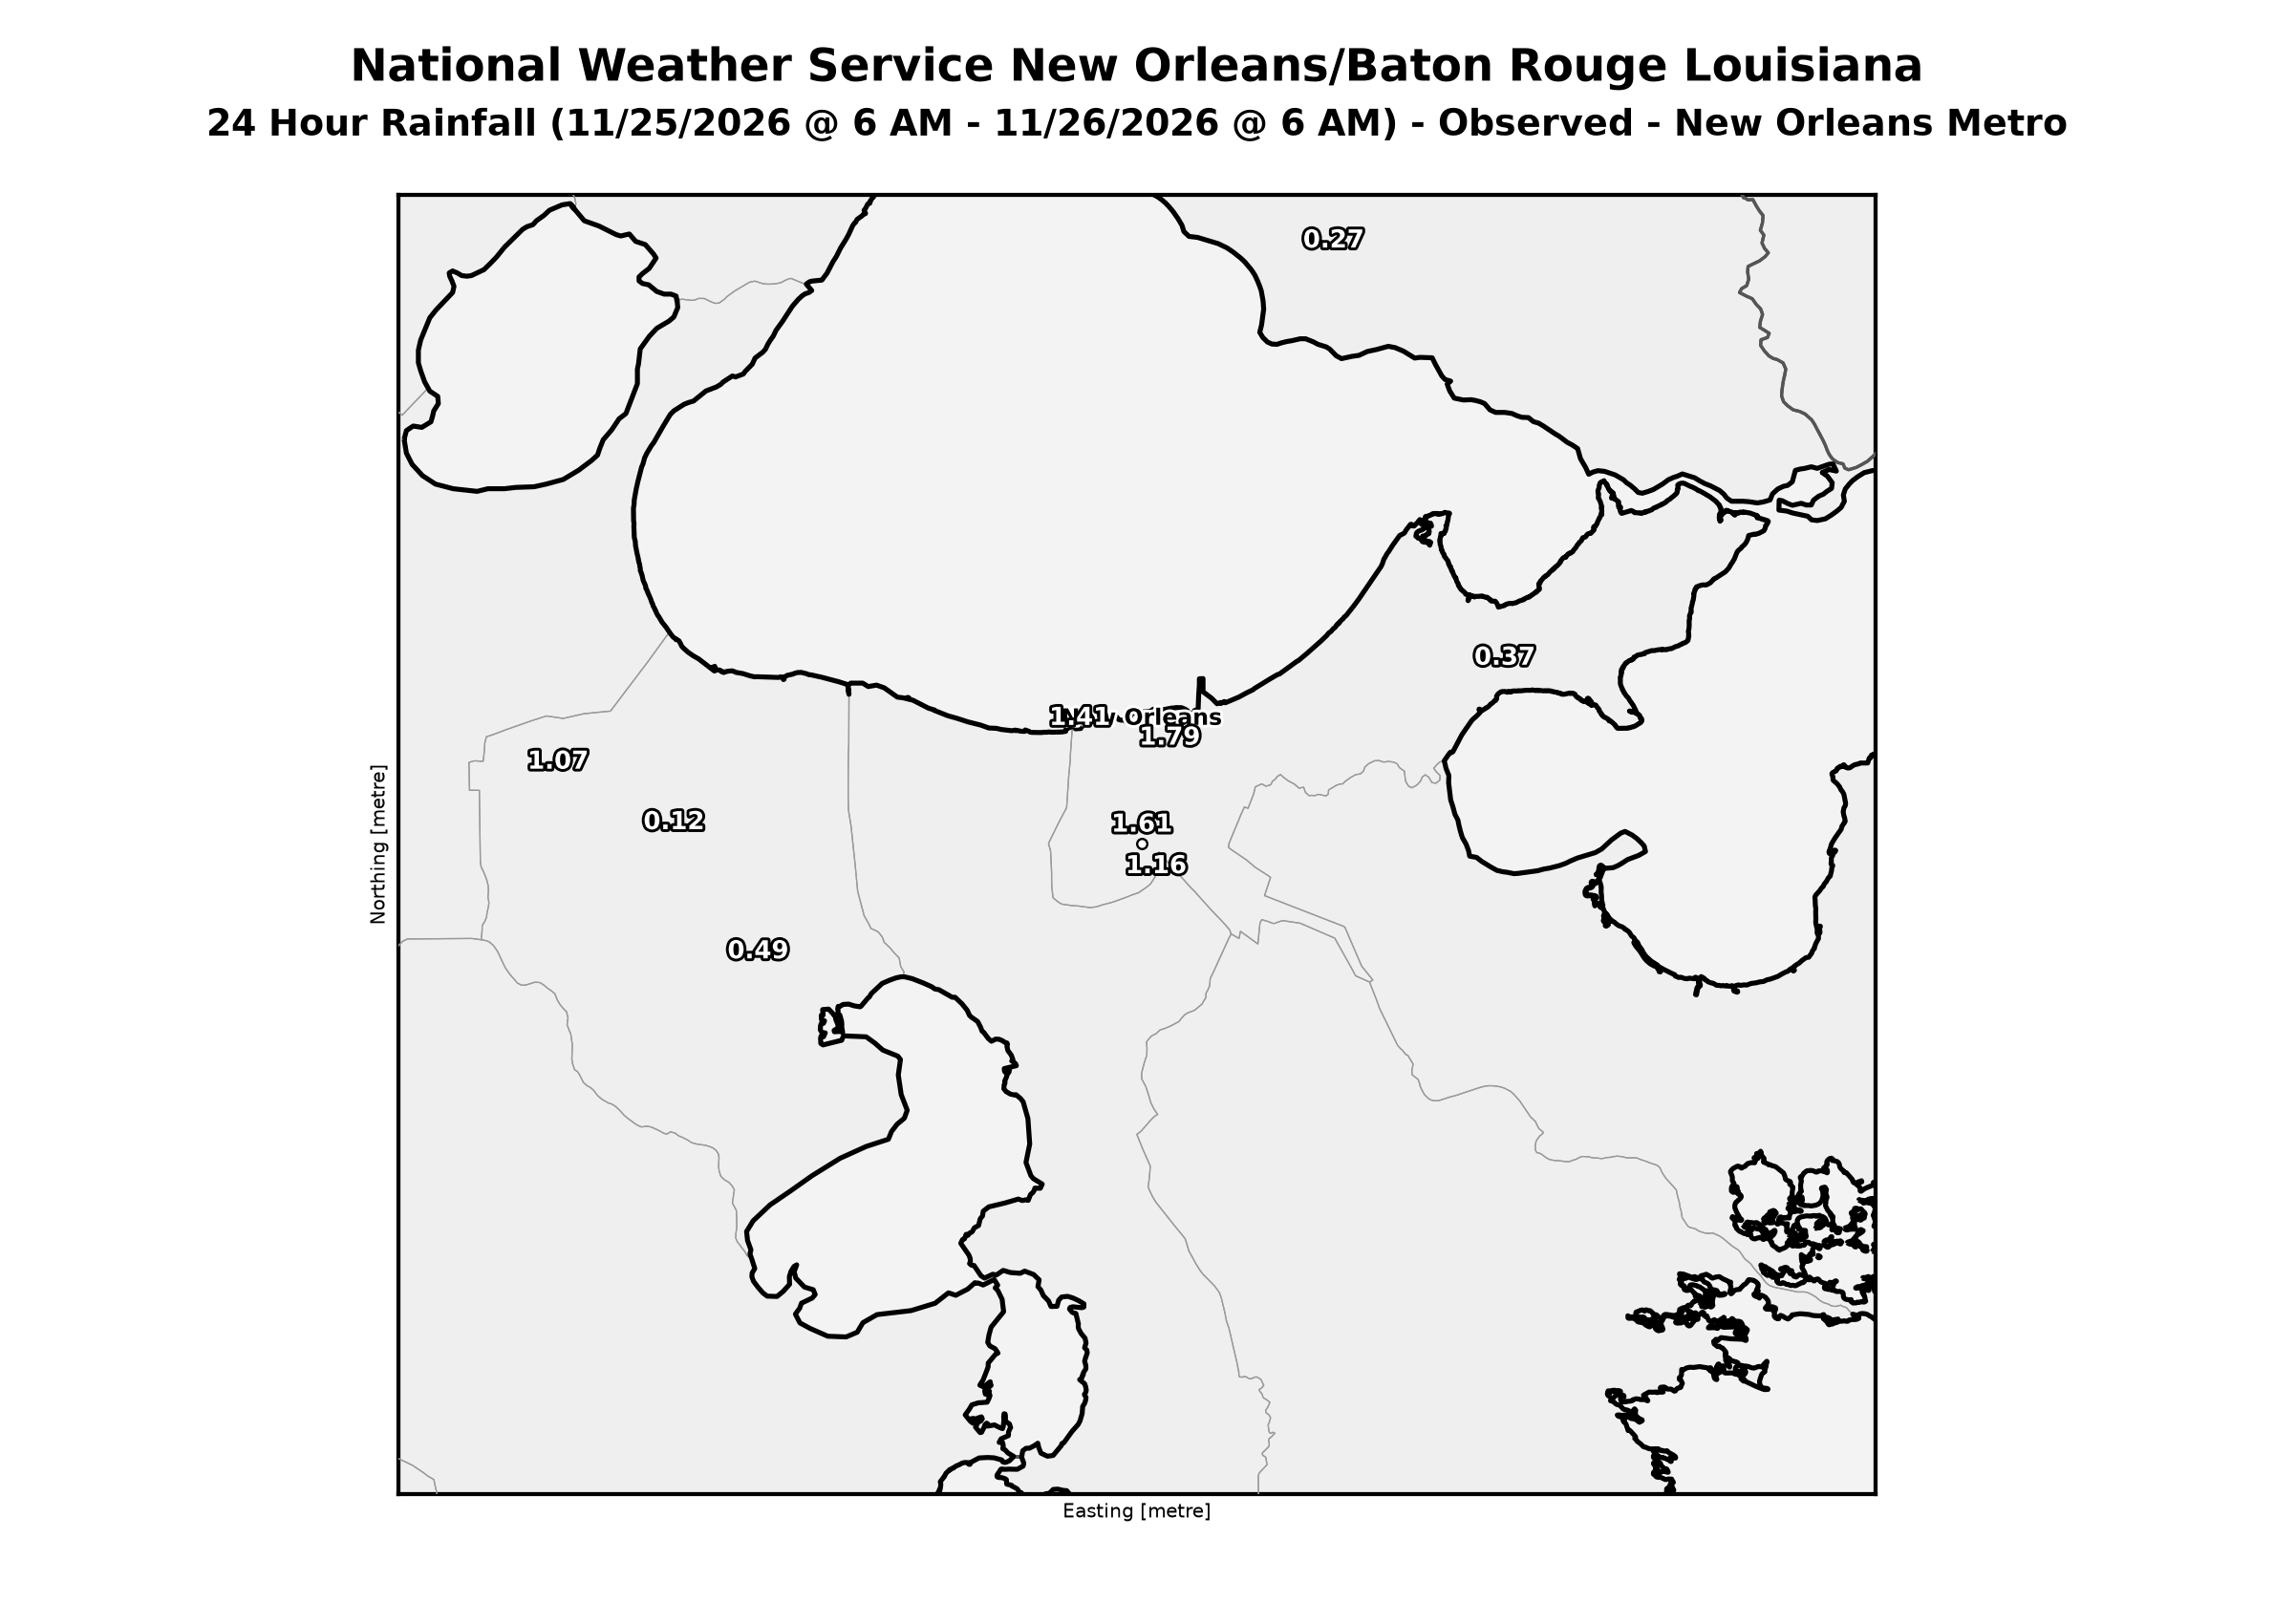 National Weather Service New Orleans/Baton Rouge Louisiana
24 Hour Rainfall (11/25/2026 @ 6 AM - 11/26/2026 @ 6 AM) - Observed - New Orleans Metro
0.27
0.37
1.41
Orleans
1.79
1.07
0.12
1.61
1.16
0.49
Northing [metre]
Easting [metre]